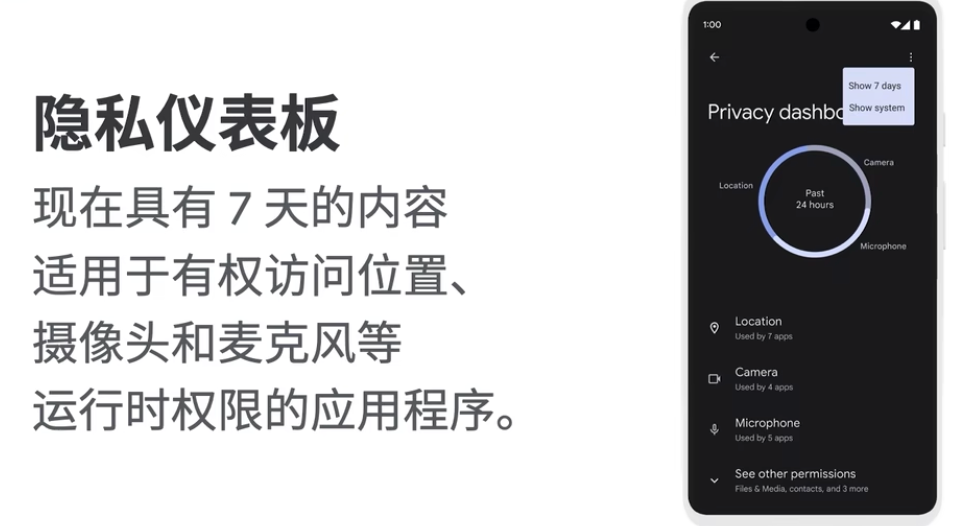 隐私仪表板
现在具有 7 天的内容
适用于有权访问位置、
摄像头和麦克风等
运行时权限的应用程序。
1:00
Show 7 days
Show system
Privacy dashbo
Camera
Location
Past
24 hours
Microphone
Location
Used by 7 apps
Camera
Used by 4 apps
Microphone
Used by 5 apps
See other permissions
Files & Media, contacts, and 3 more